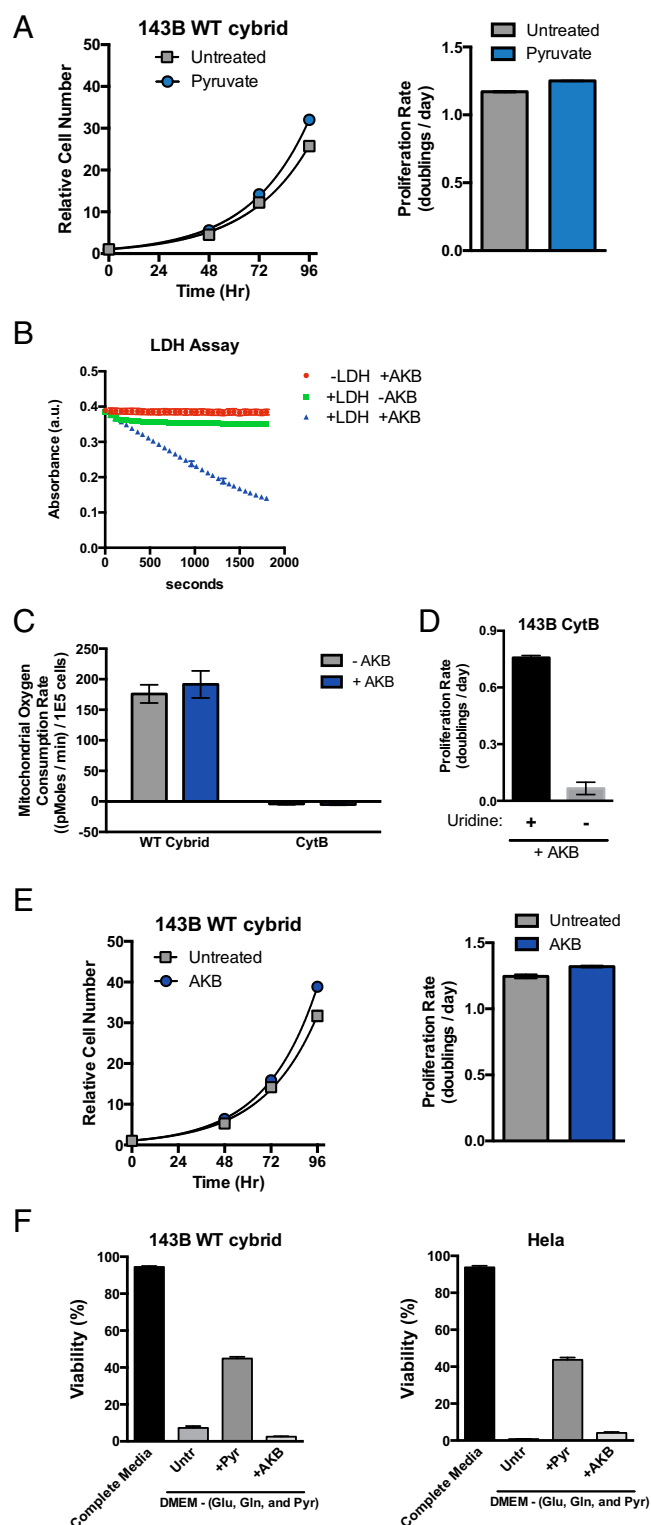 A
143B WT cybrid
Untreated
Pyruvate
Relative Cell Number
50
40
30
20
10
0
0 24 48 72 96
Time (Hr)
Untreated
Pyruvate
Proliferation Rate
(doublings / day)
1.5
1.0
0.5
0.0
B
LDH Assay
Absorbance (a.u.)
0.5
0.4
0.3
0.2
0.1
0.0
0 500 1000 1500 2000
seconds
-LDH +AKB
+LDH -AKB
+LDH +AKB
C
Mitochondrial Oxygen
Consumption Rate
((pMoles / min) / 1E5 cells)
250
200
150
100
50
0
-50
- AKB
+ AKB
WT Cybrid CytB
D
143B CytB
Proliferation Rate
(doublings / day)
0.9
0.6
0.3
0.0
Uridine: + -
+ AKB
E
143B WT cybrid
Untreated
AKB
Relative Cell Number
50
40
30
20
10
0
0 24 48 72 96
Time (Hr)
Untreated
AKB
Proliferation Rate
(doublings / day)
1.5
1.0
0.5
0.0
F
143B WT cybrid
Viability (%)
100
80
60
40
20
0
Complete Media
Untr
+Pyr
+AKB
DMEM - (Glu, Gln, and Pyr)
Hela
Viability (%)
100
80
60
40
20
0
Complete Media
Untr
+Pyr
+AKB
DMEM - (Glu, Gln, and Pyr)